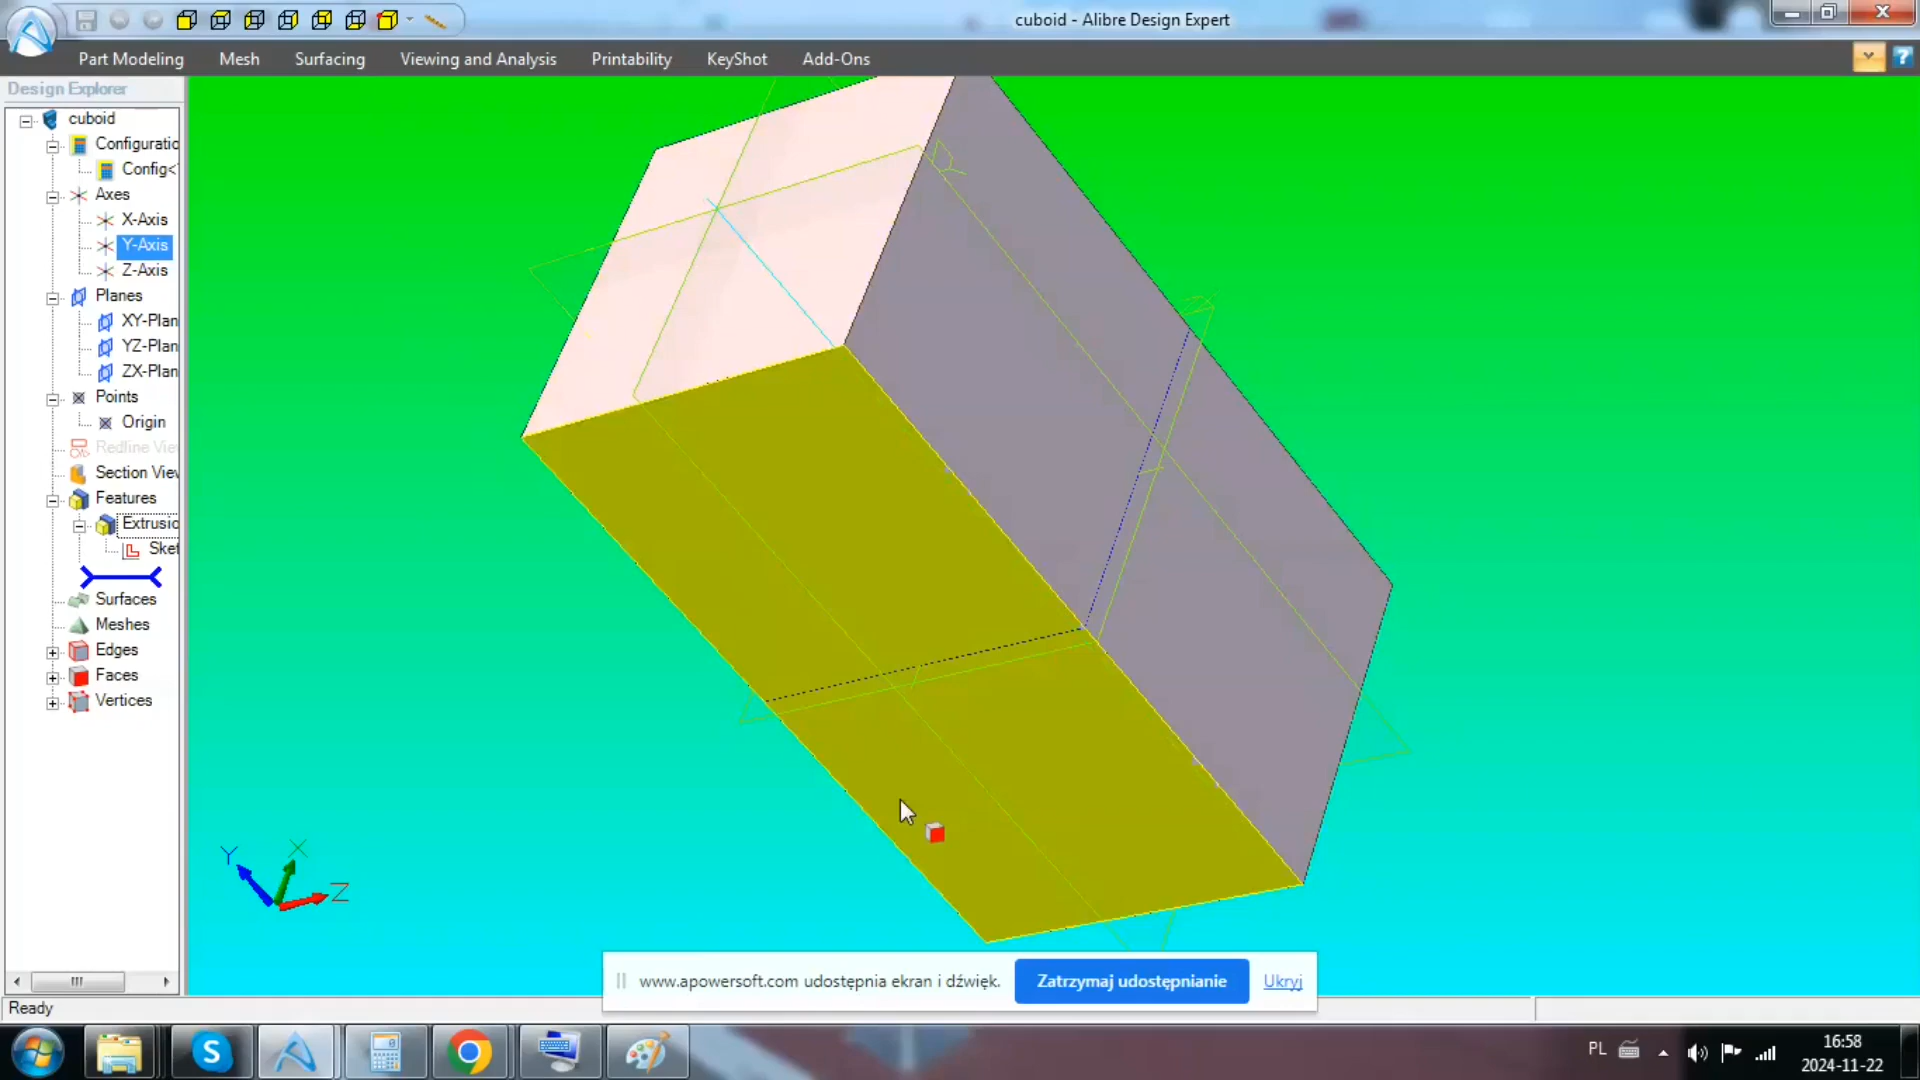 cuboid - Alibre Design Expert
Part Modeling
Mesh
Surfacing
Viewing and Analysis
Printability
KeyShot
Add-Ons
Design Explorer
cuboid
Configuratio
Config<
Axes
X-Axis
Y-Axis
Z-Axis
Planes
XY-Plan
YZ-Plan
ZX-Plan
Points
Origin
Redfine View
Section View
Features
Extrusio
Sket
Surfaces
Meshes
Edges
Faces
Vertices
Y
X
Z
www.apowersoft.com udostępnia ekran i dźwięk.
Zatrzymaj udostępnianie
Ukryj
Ready
PL
16:58
2024-11-22